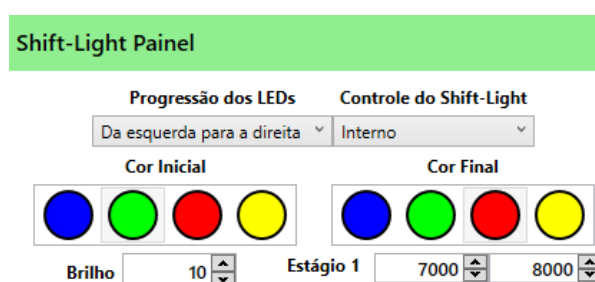 Shift-Light Painel
Progressão dos LEDs Controle do Shift-Light
Da esquerda para a direita Interno
Cor Inicial Cor Final
Brilho 10 Estágio 1 7000 8000